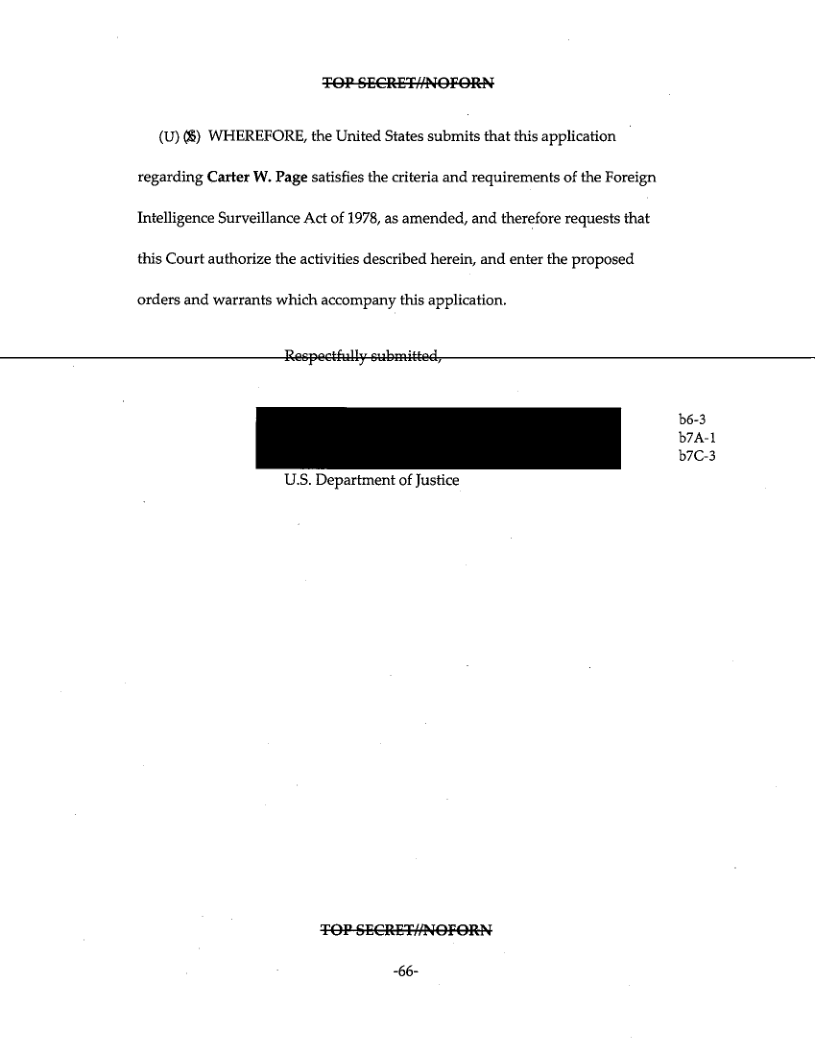 TOP SECRET//NOFORN
(U) (S) WHEREFORE, the United States submits that this application
regarding Carter W. Page satisfies the criteria and requirements of the Foreign
Intelligence Surveillance Act of 1978, as amended, and therefore requests that
this Court authorize the activities described herein, and enter the proposed
orders and warrants which accompany this application.
Respectfully submitted,
b6-3
b7A-1
b7C-3
U.S. Department of Justice
TOP SECRET//NOFORN
-66-